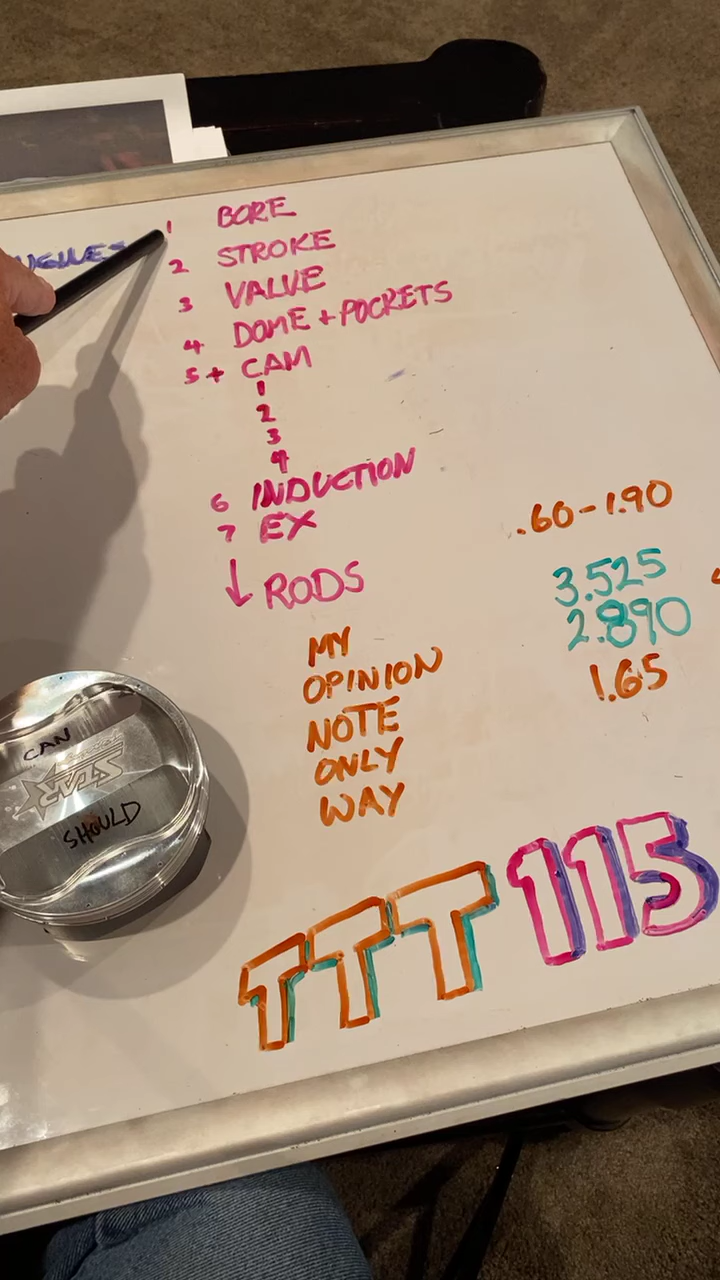 1 BORE
2 STROKE
3 VALVE
4 DOME + POCKETS
5+ CAM
1
2
3
4
6 INDUCTION
7 EX
↓ RODS
.60-1.90
3.525
2.890
1.65
MY
OPINION
NOTE
ONLY
WAY
CAN
STAR
SHOULD
TTT 115